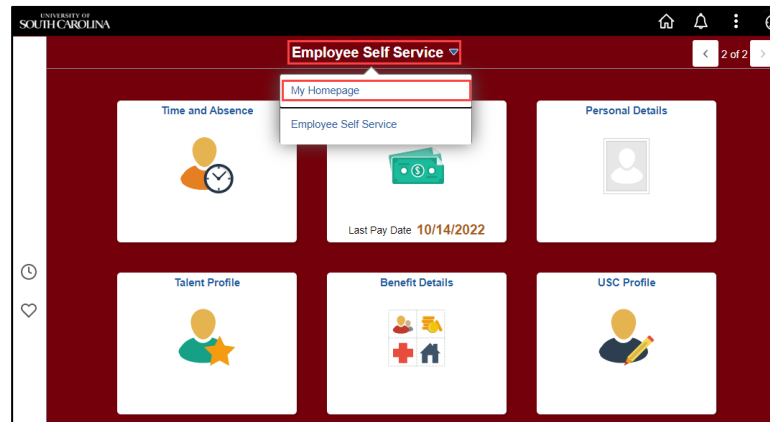 UNIVERSITY OF
SOUTH CAROLINA
Employee Self Service
2 of 2
My Homepage
Employee Self Service
Time and Absence
Personal Details
Last Pay Date 10/14/2022
Talent Profile
Benefit Details
USC Profile